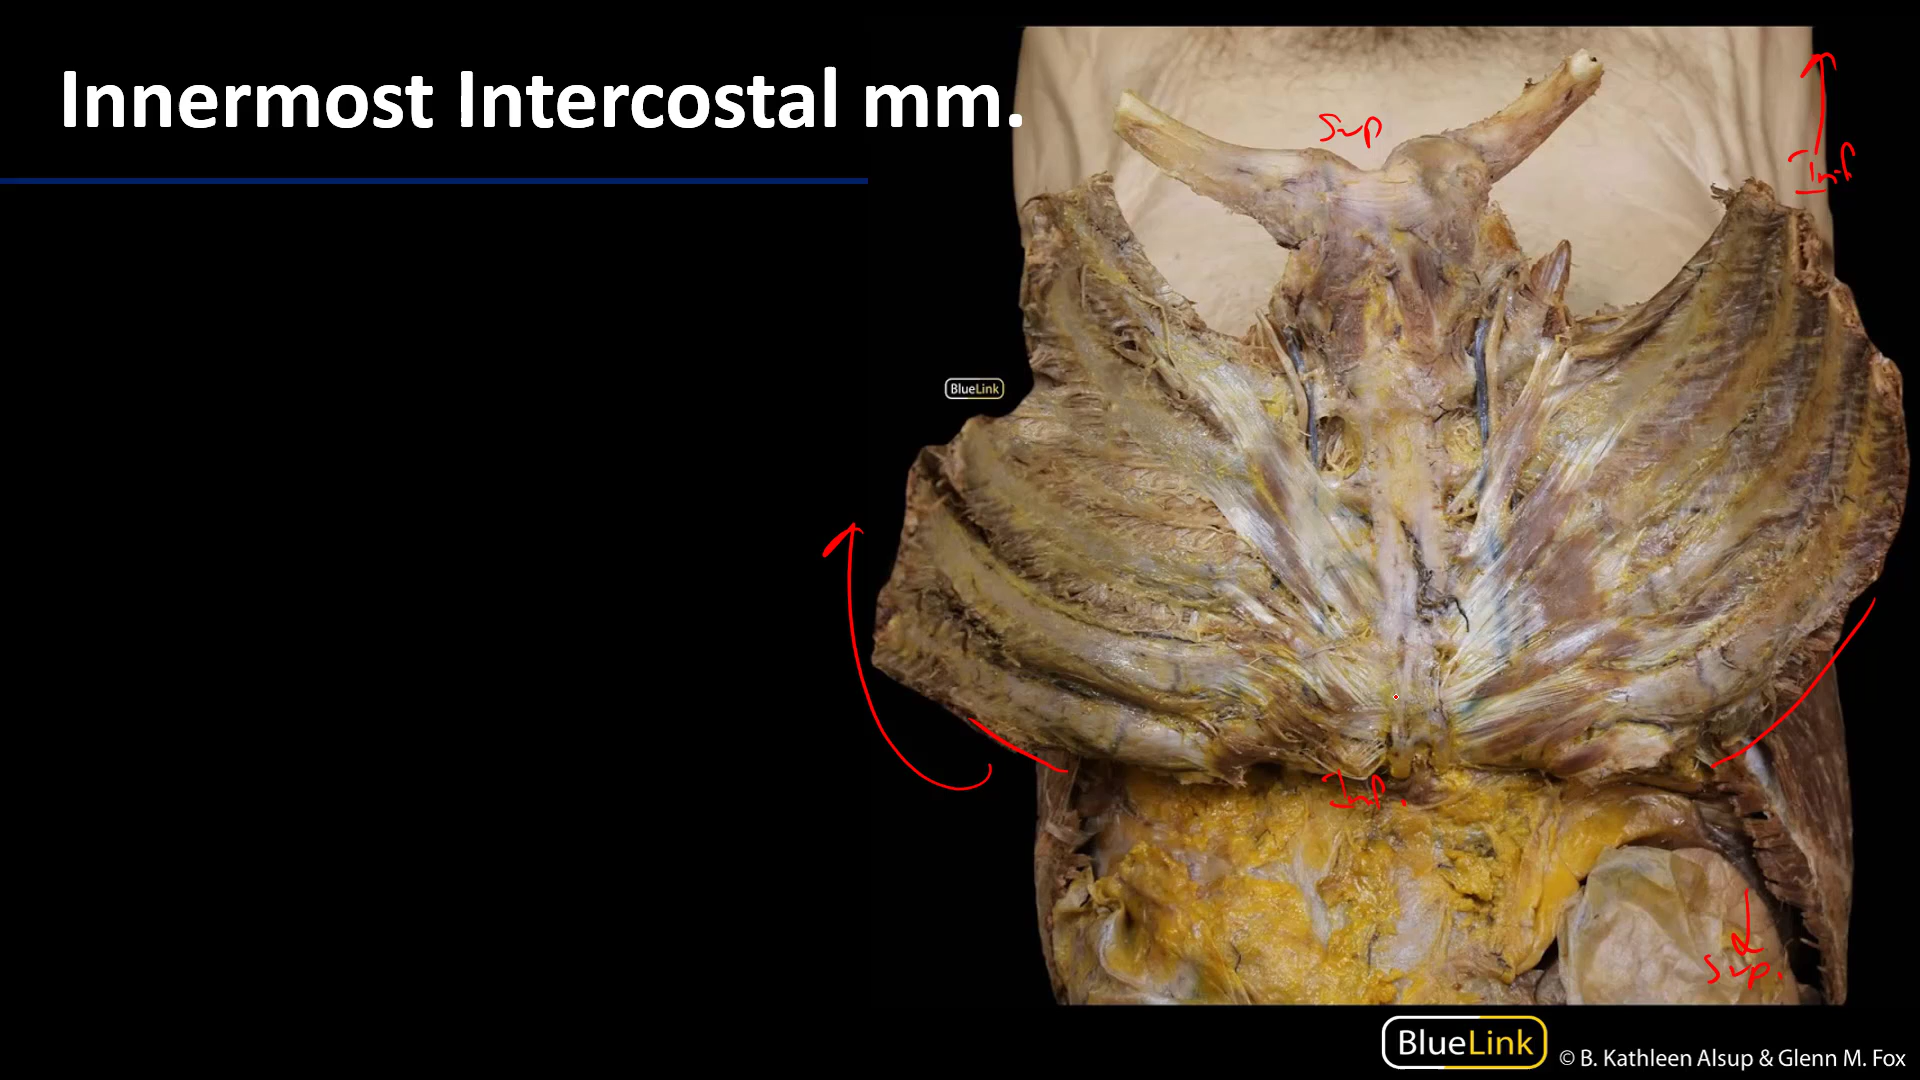 Innermost Intercostal mm.
Sup
Inf
BlueLink
Inf.
Sup.
BlueLink
© B. Kathleen Alsup & Glenn M. Fox